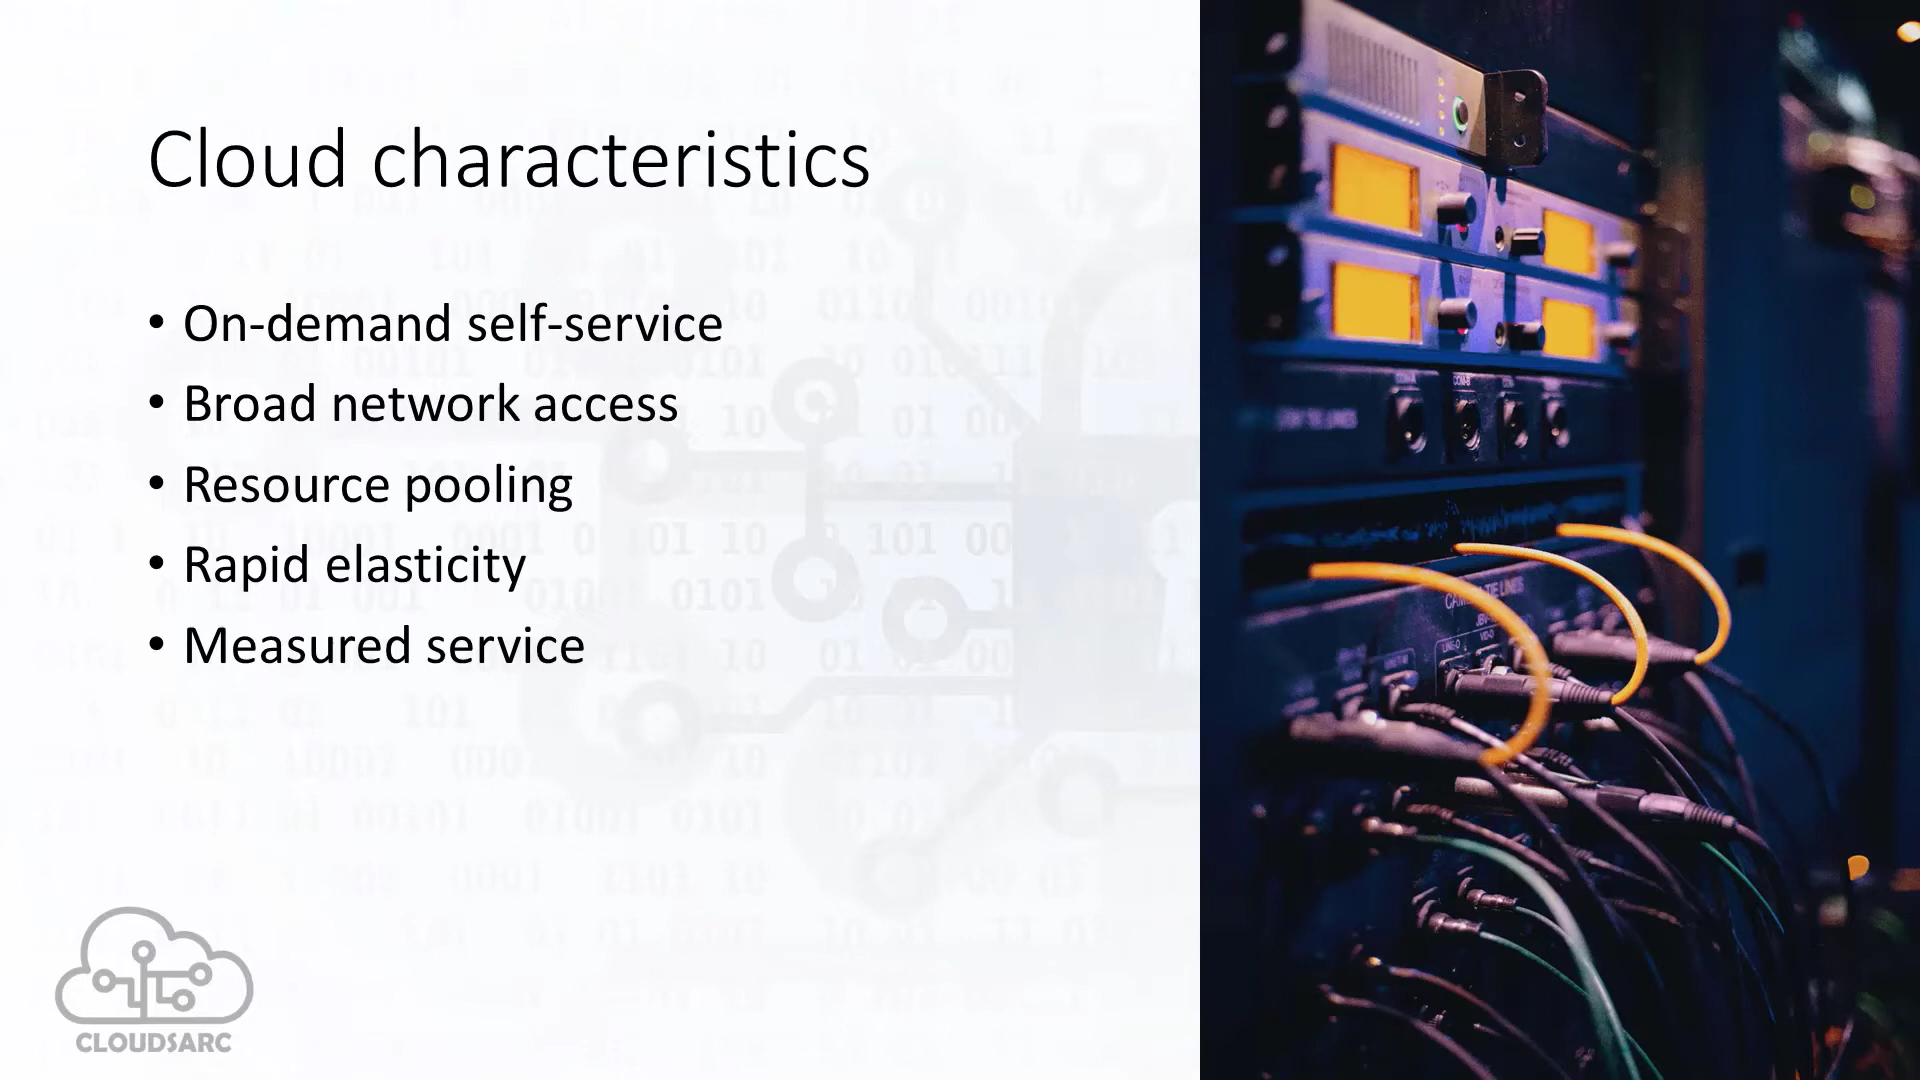 Cloud characteristics
• On-demand self-service
• Broad network access
• Resource pooling
• Rapid elasticity
• Measured service
CLOUDSARC